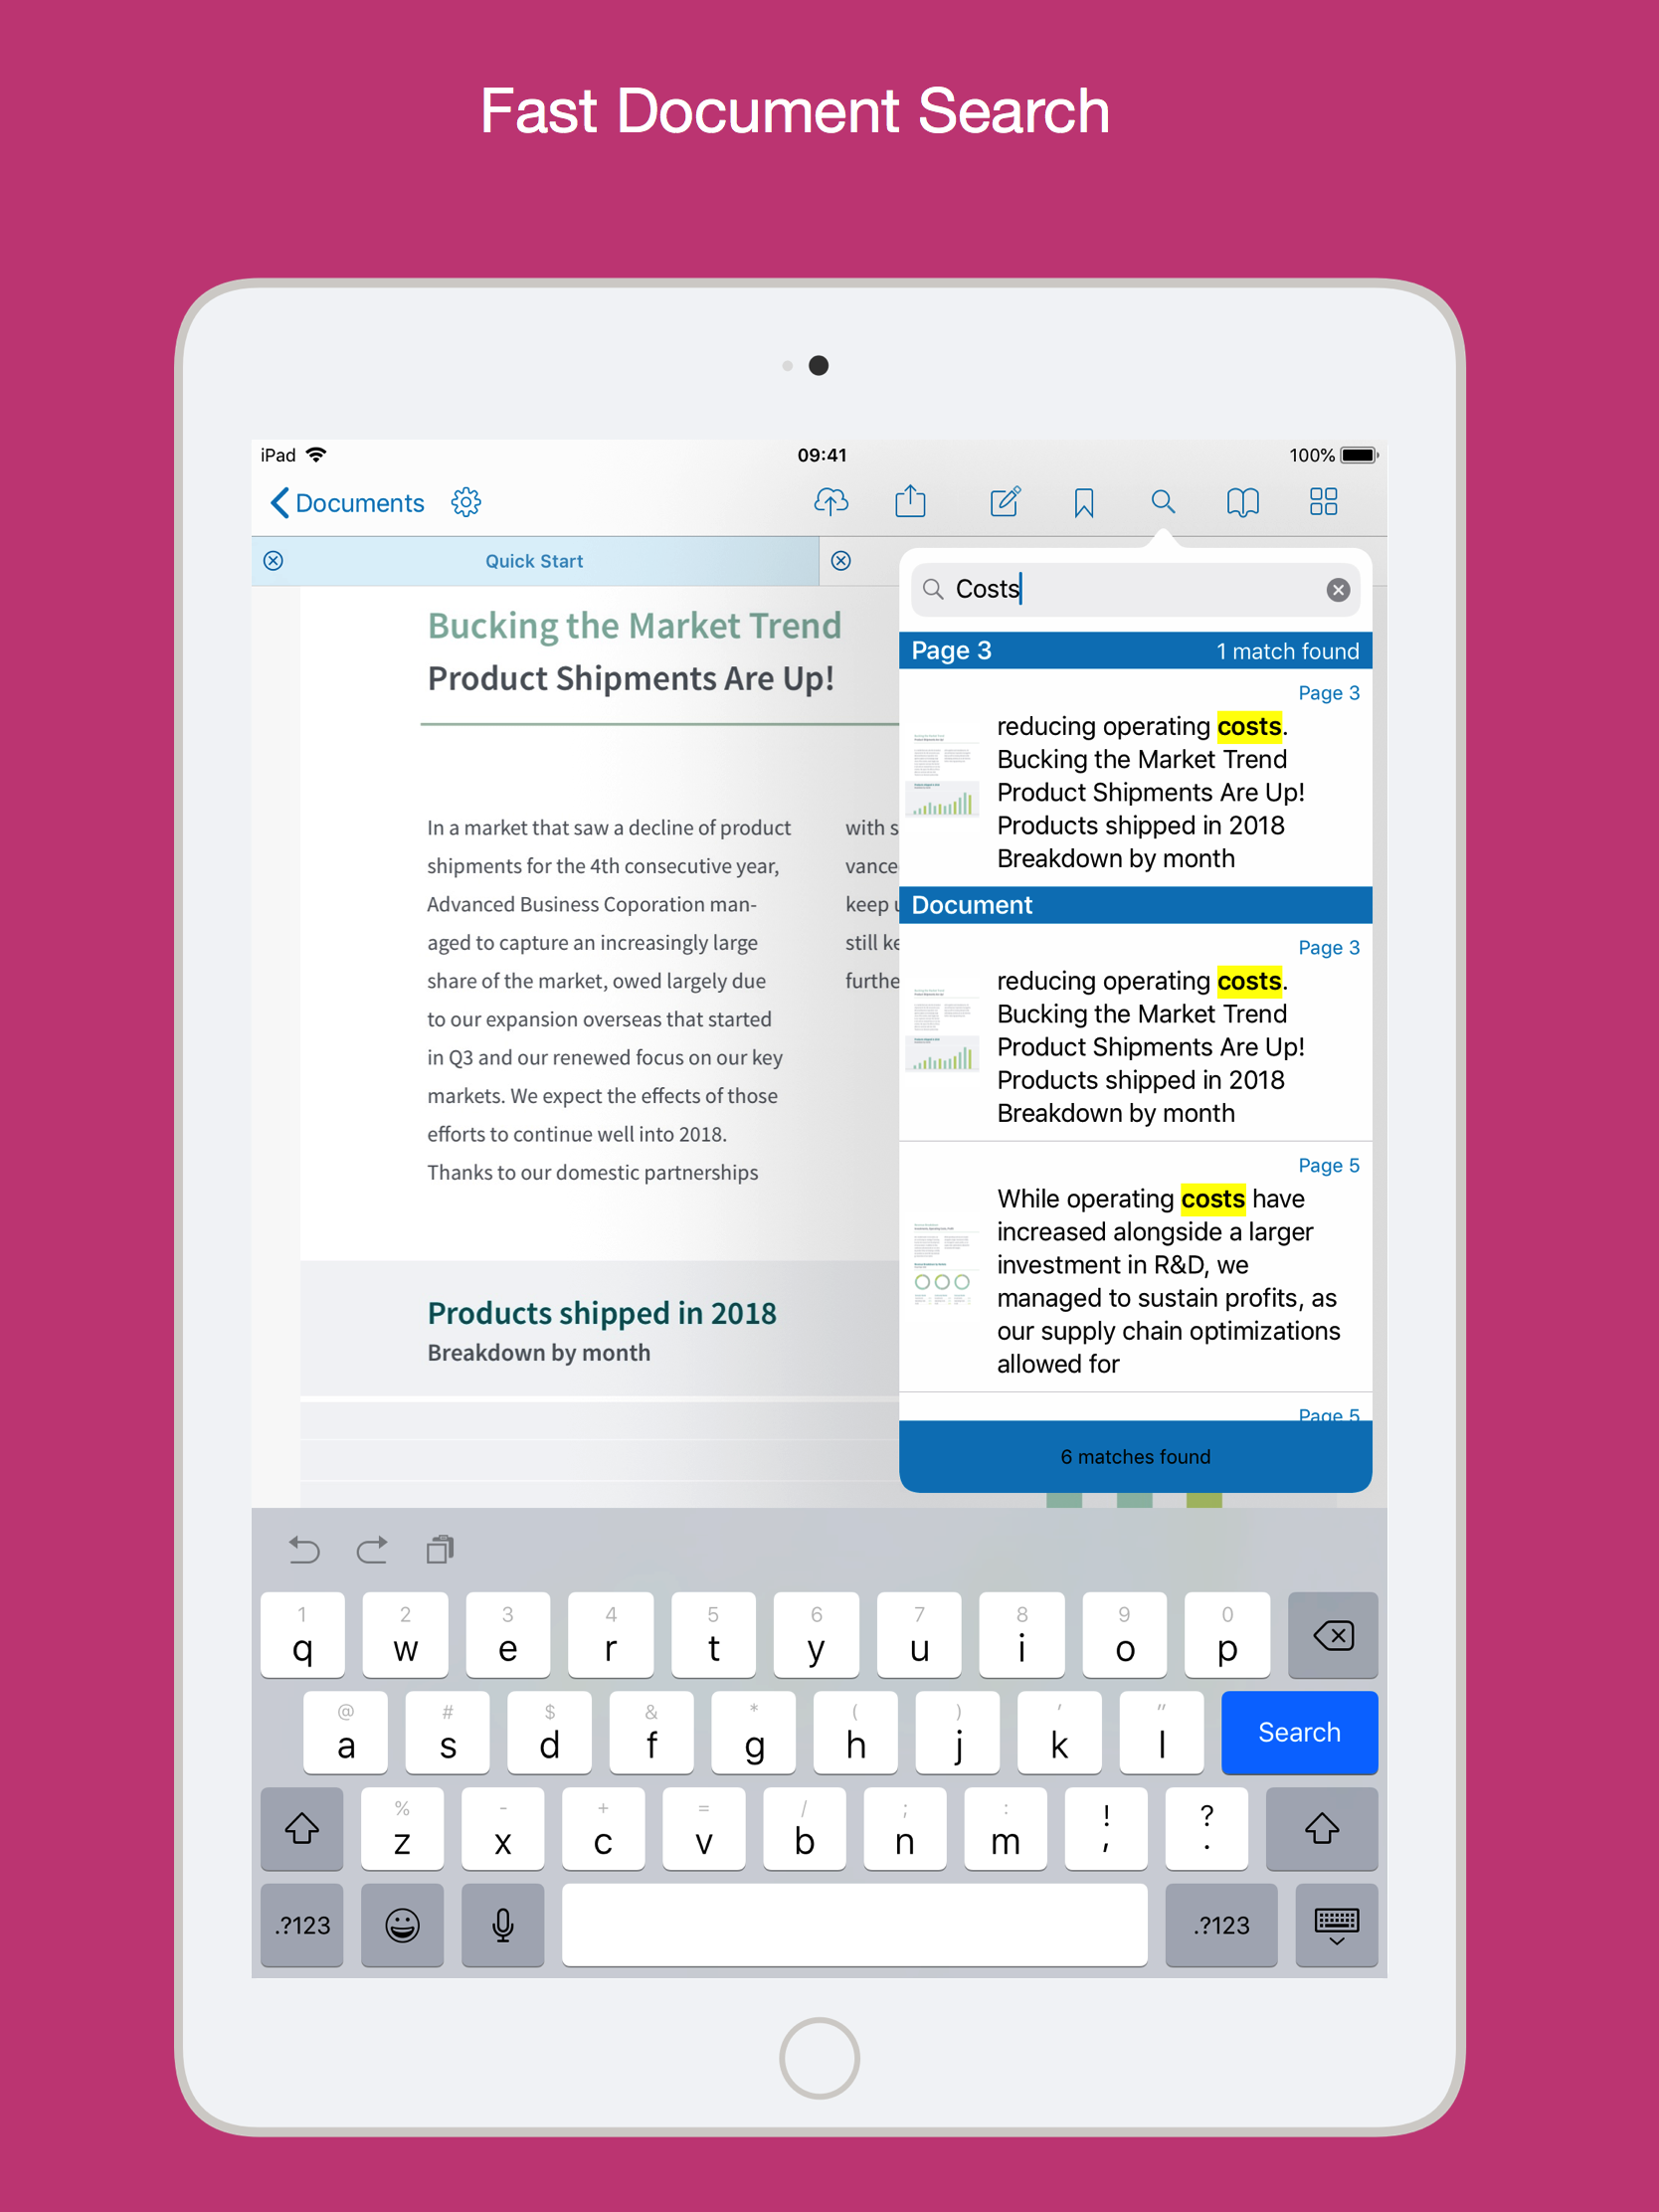 Fast Document Search
iPad
09:41
100%
Documents
Quick Start
Bucking the Market Trend
Product Shipments Are Up!
In a market that saw a decline of product
shipments for the 4th consecutive year,
Advanced Business Coporation man-
aged to capture an increasingly large
share of the market, owed largely due
to our expansion overseas that started
in Q3 and our renewed focus on our key
markets. We expect the effects of those
efforts to continue well into 2018.
Thanks to our domestic partnerships
with s
vance
keep
still ke
furthe
Products shipped in 2018
Breakdown by month
Costs
Page 3
1 match found
Page 3
reducing operating costs.
Bucking the Market Trend
Product Shipments Are Up!
Products shipped in 2018
Breakdown by month
Document
Page 3
reducing operating costs.
Bucking the Market Trend
Product Shipments Are Up!
Products shipped in 2018
Breakdown by month
Page 5
While operating costs have
increased alongside a larger
investment in R&D, we
managed to sustain profits, as
our supply chain optimizations
allowed for
Page 5
6 matches found
1 2 3 4 5 6 7 8 9 0
q w e r t y u i o p
@ # $ & * ( ) ' "
a s d f g h j k l
Search
% - + = / ; : ! ?
z x c v b n m , .
.?123
.?123